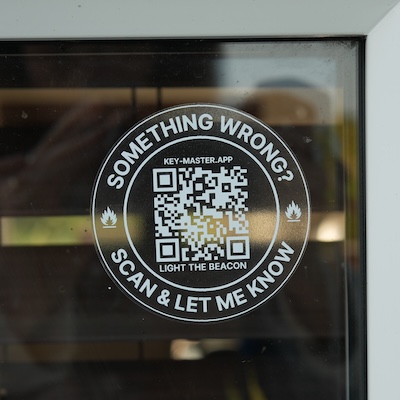 SOMETHING WRONG?
KEY-MASTER.APP
LIGHT THE BEACON
SCAN & LET ME KNOW